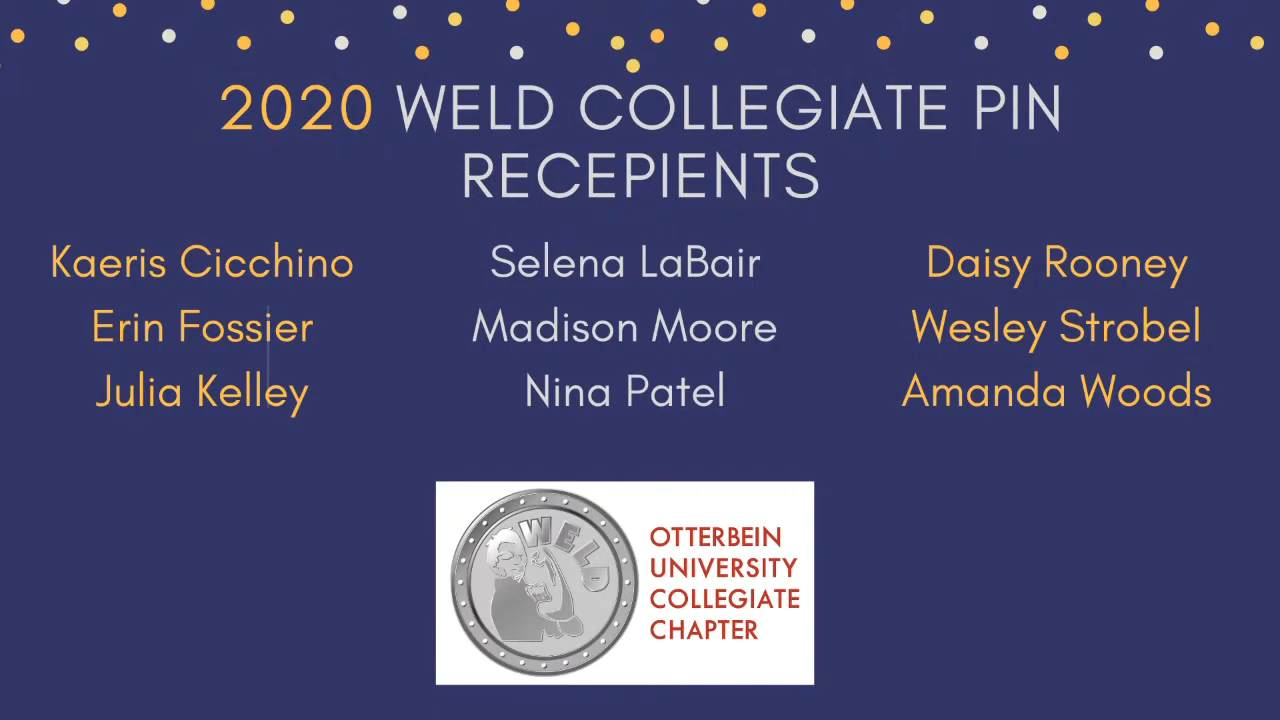 2020 WELD COLLEGIATE PIN
RECEPIENTS
Kaeris Cicchino
Erin Fossier
Julia Kelley
Selena LaBair
Madison Moore
Nina Patel
Daisy Rooney
Wesley Strobel
Amanda Woods
WELD
OTTERBEIN
UNIVERSITY
COLLEGIATE
CHAPTER